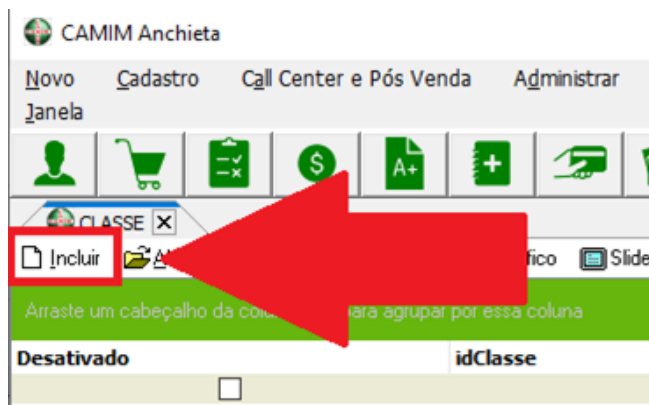 CAMIM Anchieta
Novo Cadastro Call Center e Pós Venda Administrar
Janela
$ A+
CLASSE
Incluir fico Slide
Arraste um cabeçalho da colu para agrupar por essa coluna
Desativado idClasse